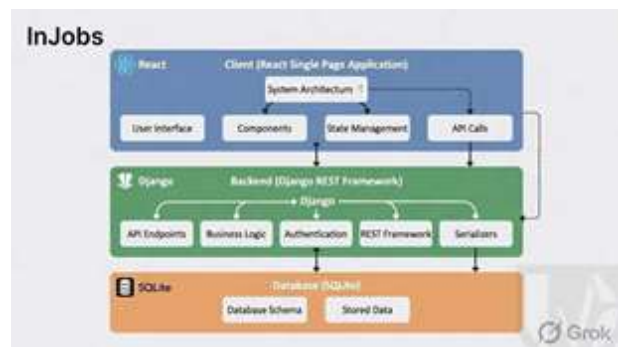 InJobs
React
Client (React Single Page Application)
System Architecture
User Interface
Components
State Management
API Calls
Django
Backend (Django REST Framework)
Django
API Endpoints
Business Logic
Authentication
REST Framework
Serializers
SQLite
Database (SQLite)
Database Schema
Stored Data
Grok